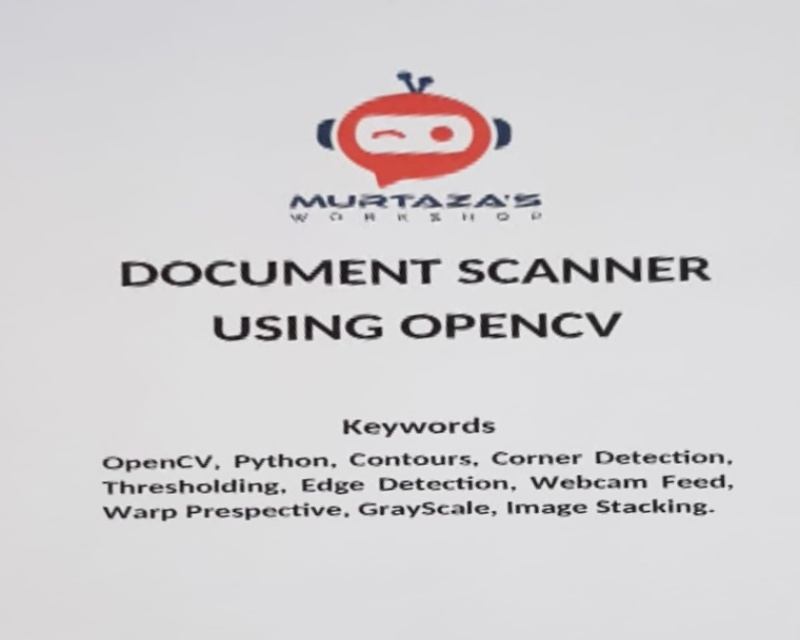 MURTAZA'S
WORKSHOP
DOCUMENT SCANNER
USING OPENCV
Keywords
OpenCV, Python, Contours, Corner Detection,
Thresholding, Edge Detection, Webcam Feed,
Warp Prespective, GrayScale, Image Stacking.